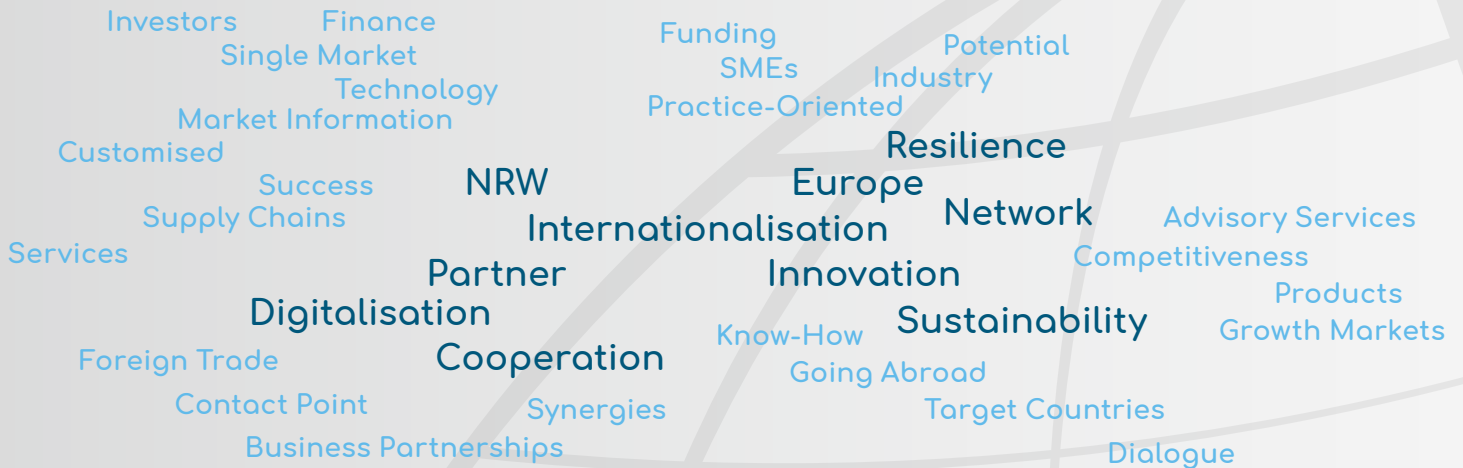 Investors
Finance
Funding
Potential
Single Market
SMEs
Industry
Technology
Practice-Oriented
Market Information
Resilience
Customised
NRW
Europe
Success
Network
Supply Chains
Advisory Services
Internationalisation
Services
Competitiveness
Partner
Innovation
Products
Digitalisation
Sustainability
Know-How
Growth Markets
Foreign Trade
Cooperation
Going Abroad
Contact Point
Synergies
Target Countries
Business Partnerships
Dialogue